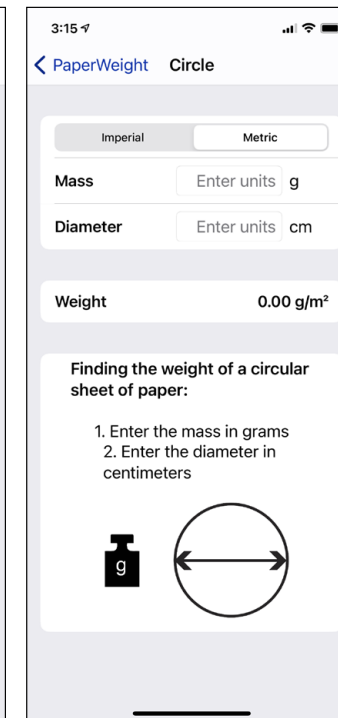 3:15
PaperWeight Circle
Imperial Metric
Mass Enter units g
Diameter Enter units cm
Weight 0.00 g/m²
Finding the weight of a circular
sheet of paper:
1. Enter the mass in grams
2. Enter the diameter in
centimeters
g